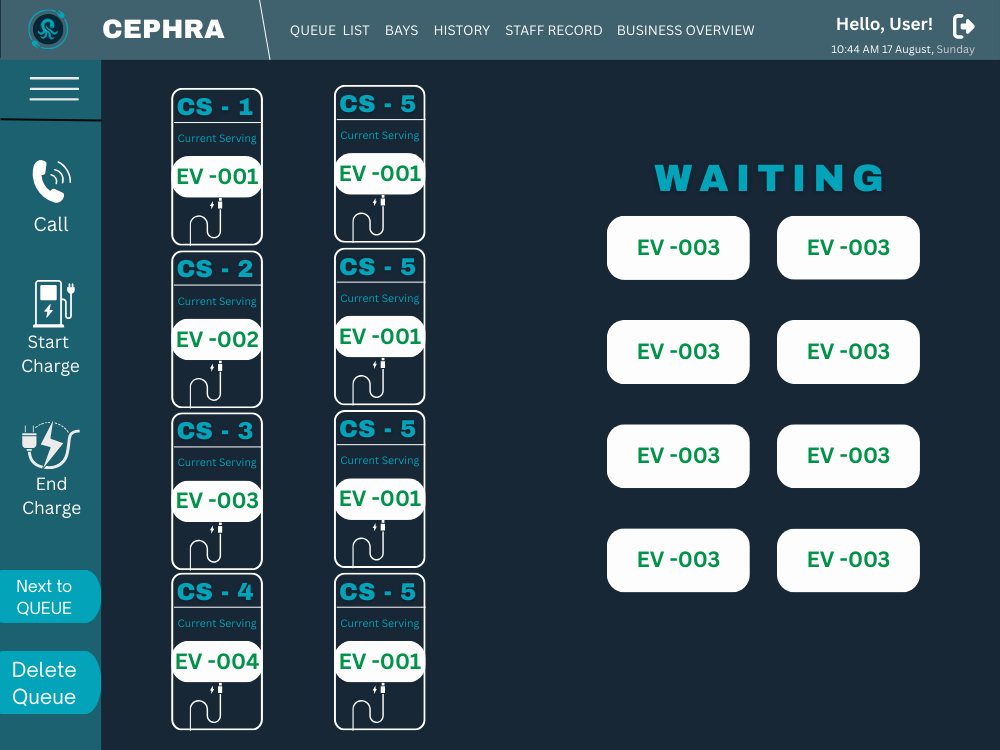 CEPHRA
QUEUE LIST BAYS HISTORY STAFF RECORD BUSINESS OVERVIEW
Hello, User!
10:44 AM 17 August, Sunday
Call
Start
Charge
End
Charge
Next to
QUEUE
Delete
Queue
CS - 1
Current Serving
EV -001
CS - 2
Current Serving
EV -002
CS - 3
Current Serving
EV -003
CS - 4
Current Serving
EV -004
CS - 5
Current Serving
EV -001
CS - 5
Current Serving
EV -001
CS - 5
Current Serving
EV -001
CS - 5
Current Serving
EV -001
WAITING
EV -003 EV -003
EV -003 EV -003
EV -003 EV -003
EV -003 EV -003